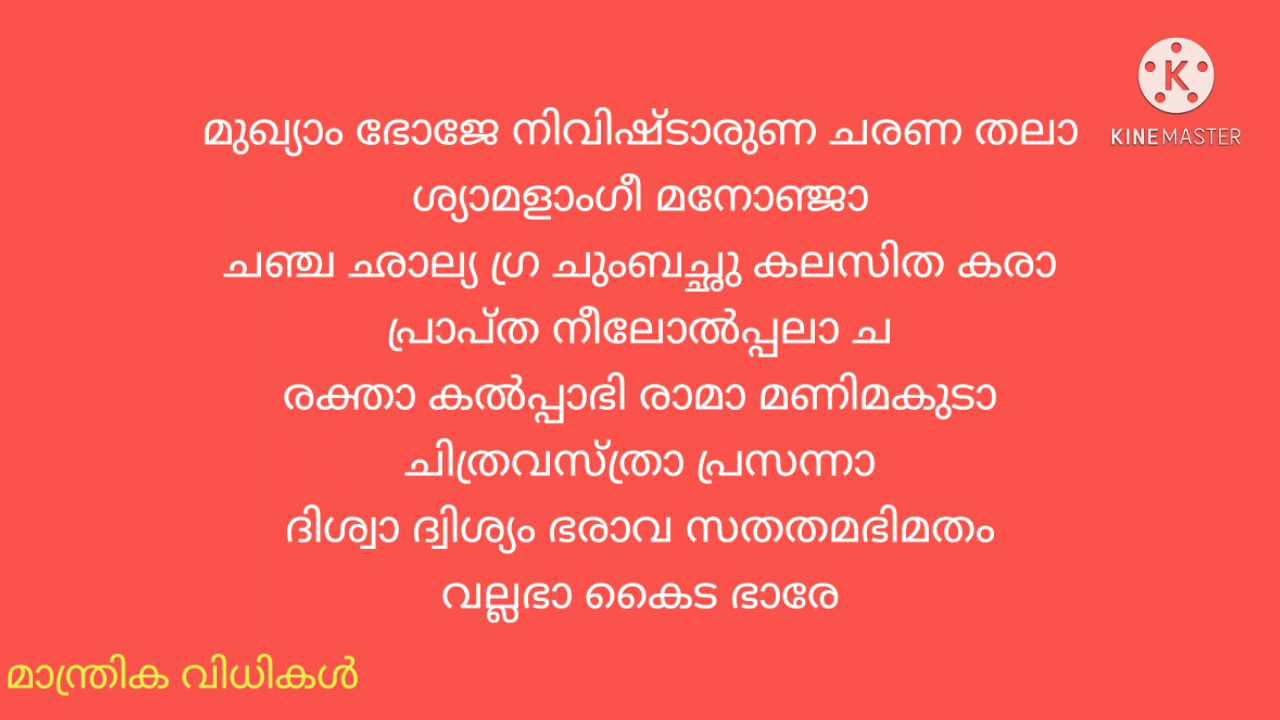 മുഖ്യാം ഭോജേ നിവിഷ്ടാരുണ ചരണ തലാ
ശ്യാമളാംഗീ മനോഞ്ജാ
ചഞ്ച ഛാല്യ ഗ്ര ചുംബച്ഛു കലസിത കരാ
പ്രാപ്ത നീലോൽപ്പലാ ച
രക്താ കൽപ്പാഭി രാമാ മണിമകുടാ
ചിത്രവസ്ത്രാ പ്രസന്നാ
ദിശ്വാ ദ്വിശ്യം ഭരാവ സതതമഭിമതം
വല്ലഭാ കൈട ഭാരേ
മാന്ത്രിക വിധികൾ
K
KINEMASTER